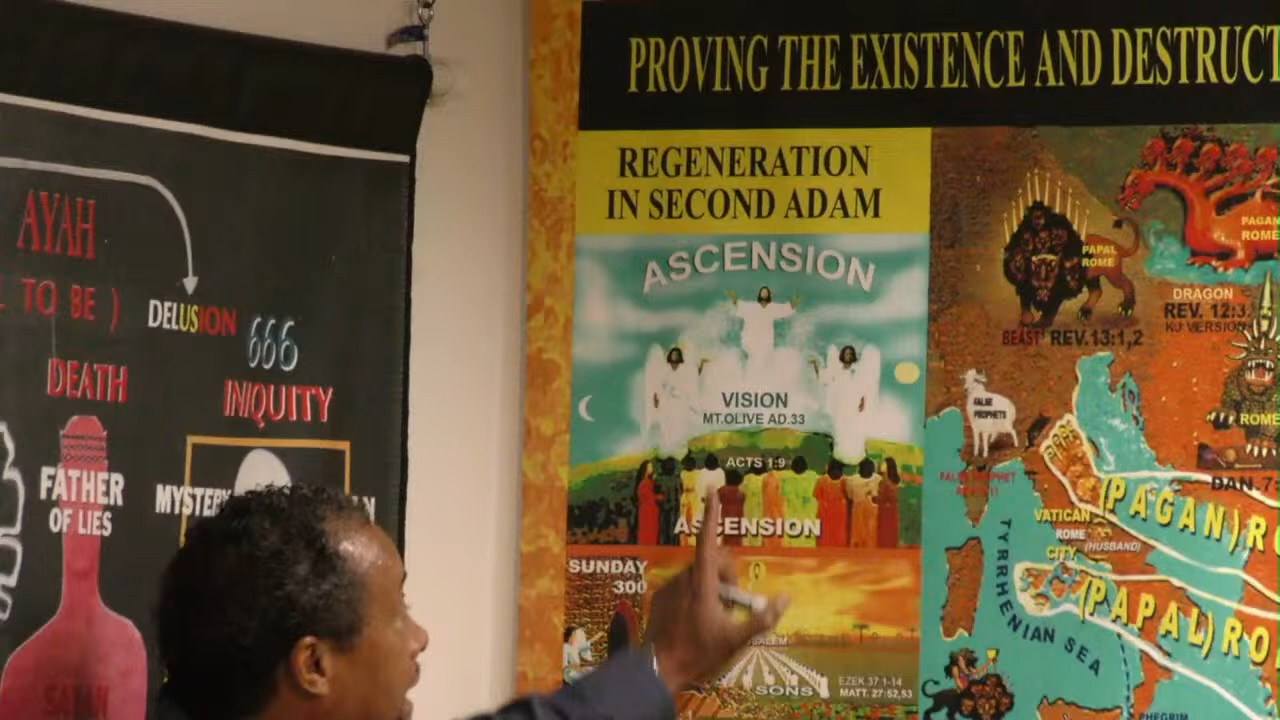 AYAH
TO BE )
DELUSION
666
DEATH
INIQUITY
FATHER
OF LIES
MYSTERY
PROVING THE EXISTENCE AND DESTRUCT
REGENERATION
IN SECOND ADAM
ASCENSION
VISION
MT.OLIVE AD.33
ACTS 1:9
ASCENSION
SUNDAY
300
SONS
EZEK 37:1-14
MATT. 27:52,53
PAPAL
ROME
BEAST REV.13:1,2
PAGAN
ROME
DRAGON
REV. 12:3
KJ VERSION
FALSE
PROPHETS
ROME
DAN.7
(PAGAN) RO
VATICAN
ROME
(HUSBAND)
CITY
(PAPAL) RO
TYRRHENIAN SEA